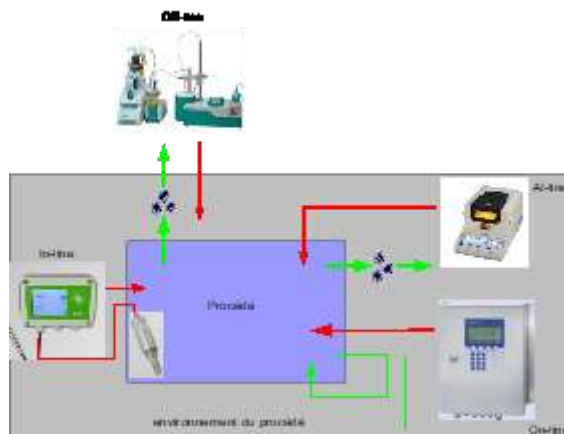 Off-line
At-line
In-line
Procédé
environnement du procédé
On-line